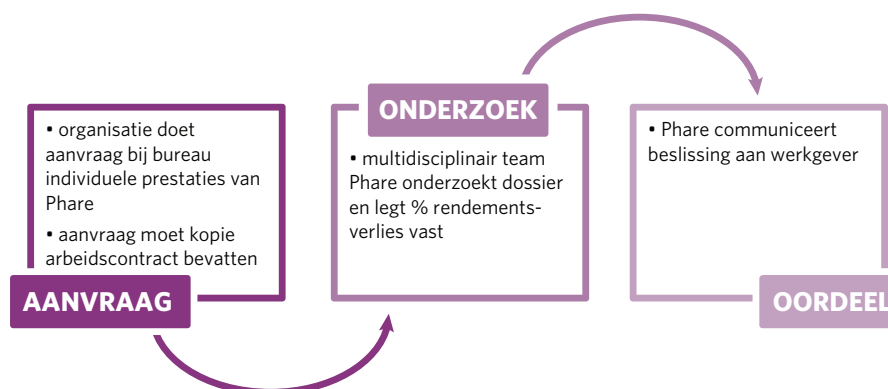 • organisatie doet
aanvraag bij bureau
individuele prestaties van
Phare
• aanvraag moet kopie
arbeidscontract bevatten
AANVRAAG
ONDERZOEK
• multidisciplinair team
Phare onderzoekt dossier
en legt % rendements-
verlies vast
• Phare communiceert
beslissing aan werkgever
OORDEEL